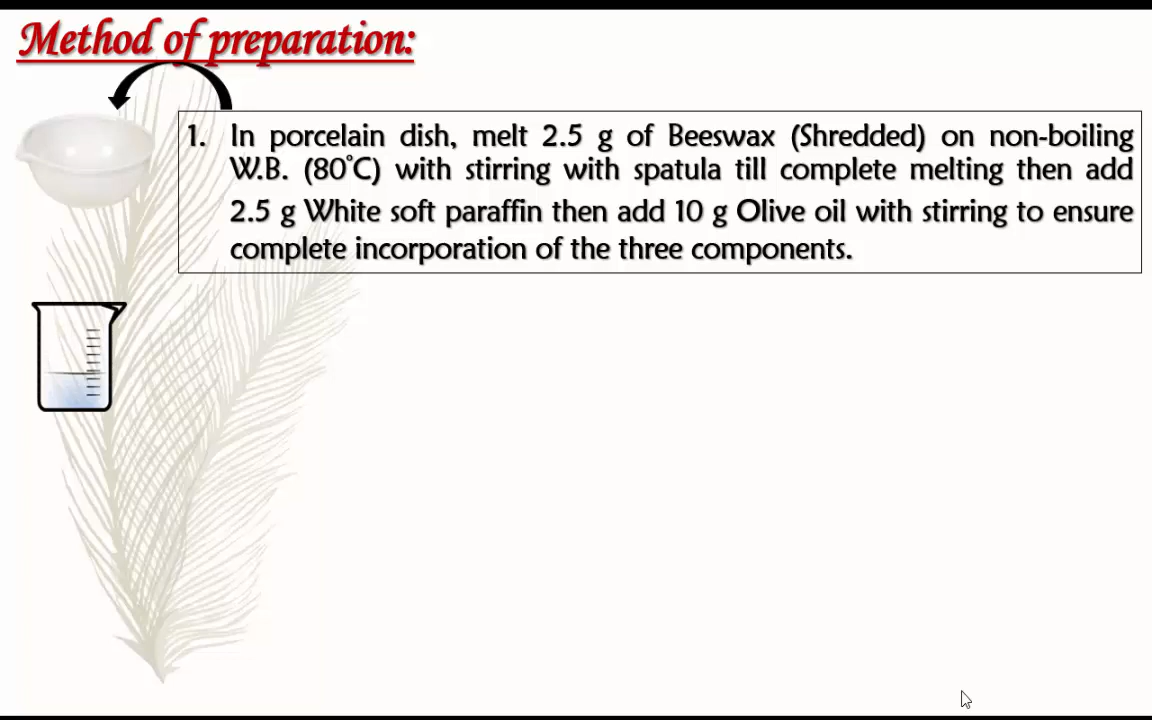 Method of preparation:
1. In porcelain dish, melt 2.5 g of Beeswax (Shredded) on non-boiling
W.B. (80°C) with stirring with spatula till complete melting then add
2.5 g White soft paraffin then add 10 g Olive oil with stirring to ensure
complete incorporation of the three components.